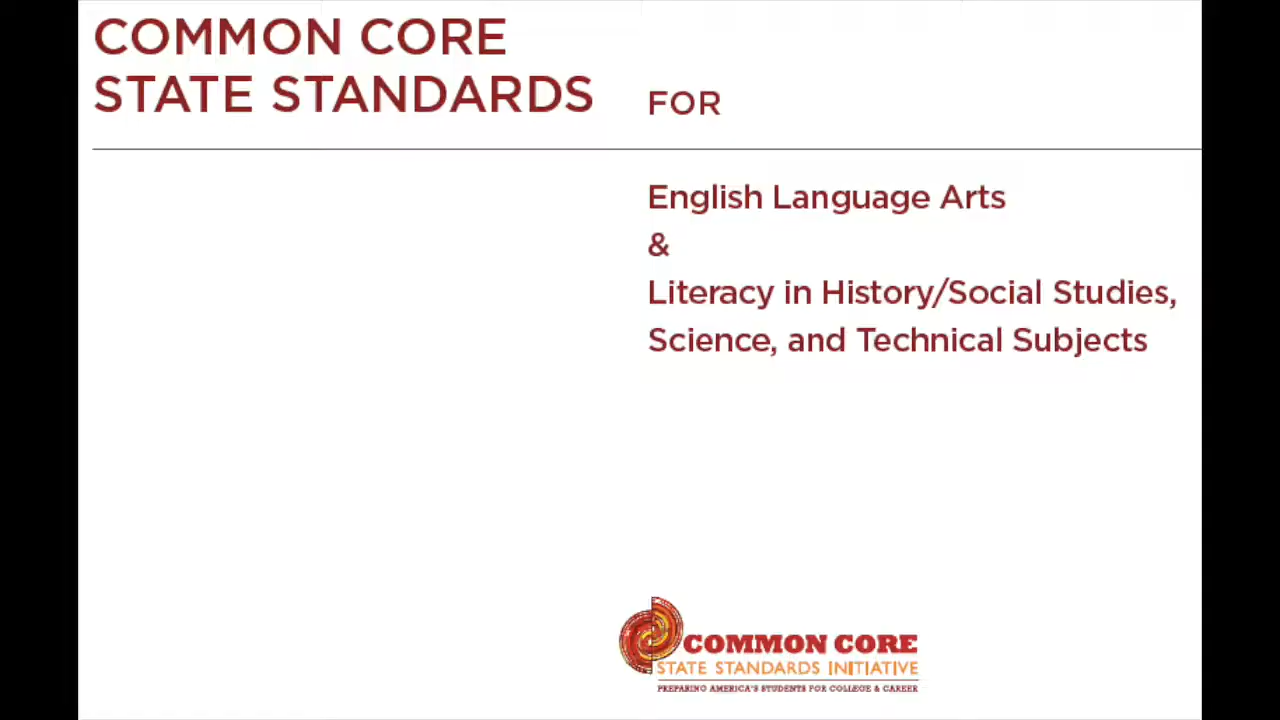 COMMON CORE
STATE STANDARDS FOR
English Language Arts
&
Literacy in History/Social Studies,
Science, and Technical Subjects
COMMON CORE
STATE STANDARDS INITIATIVE
PREPARING AMERICA'S STUDENTS FOR COLLEGE & CAREER